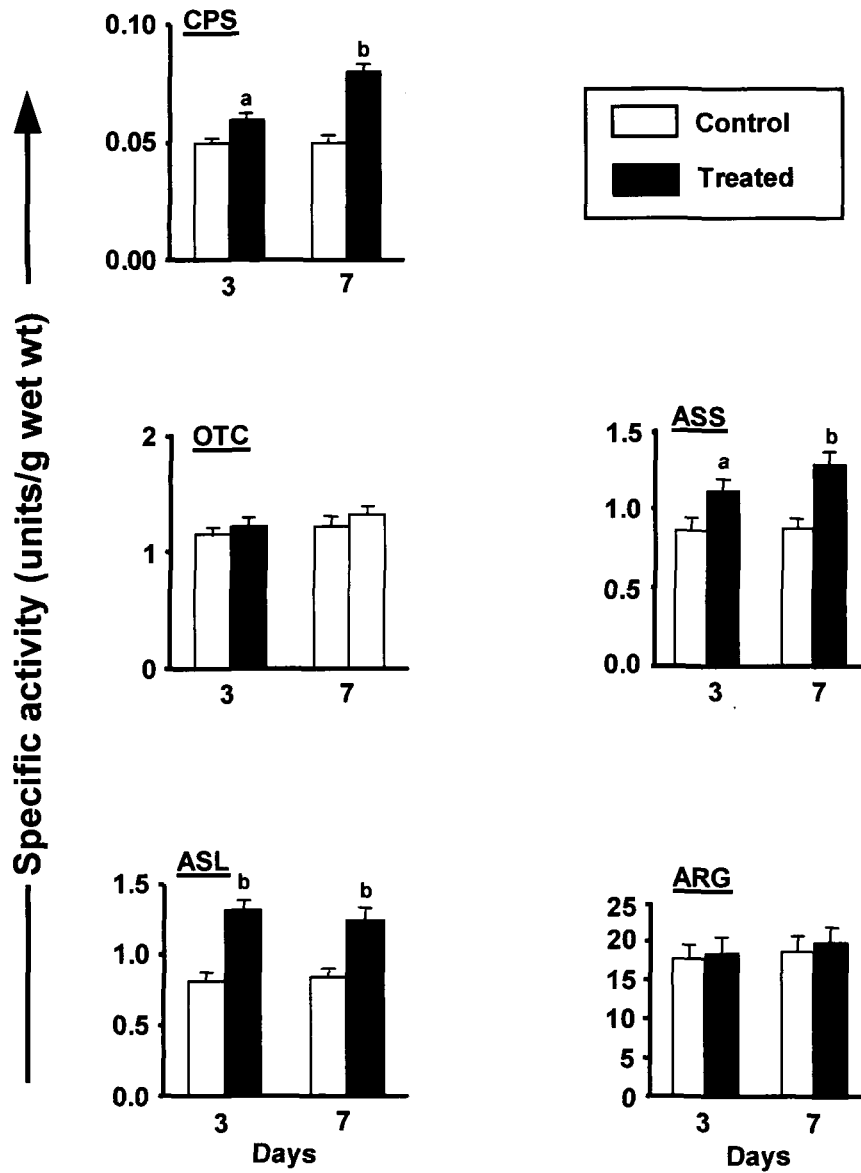 Specific activity (units/g wet wt)
CPS
0.10
0.05
0.00
a
b
3
7
Control
Treated
OTC
2
1
0
3
7
ASS
1.5
1.0
0.5
0.0
a
b
3
7
ASL
1.5
1.0
0.5
0.0
b
b
3
7
Days
ARG
25
20
15
10
5
0
3
7
Days